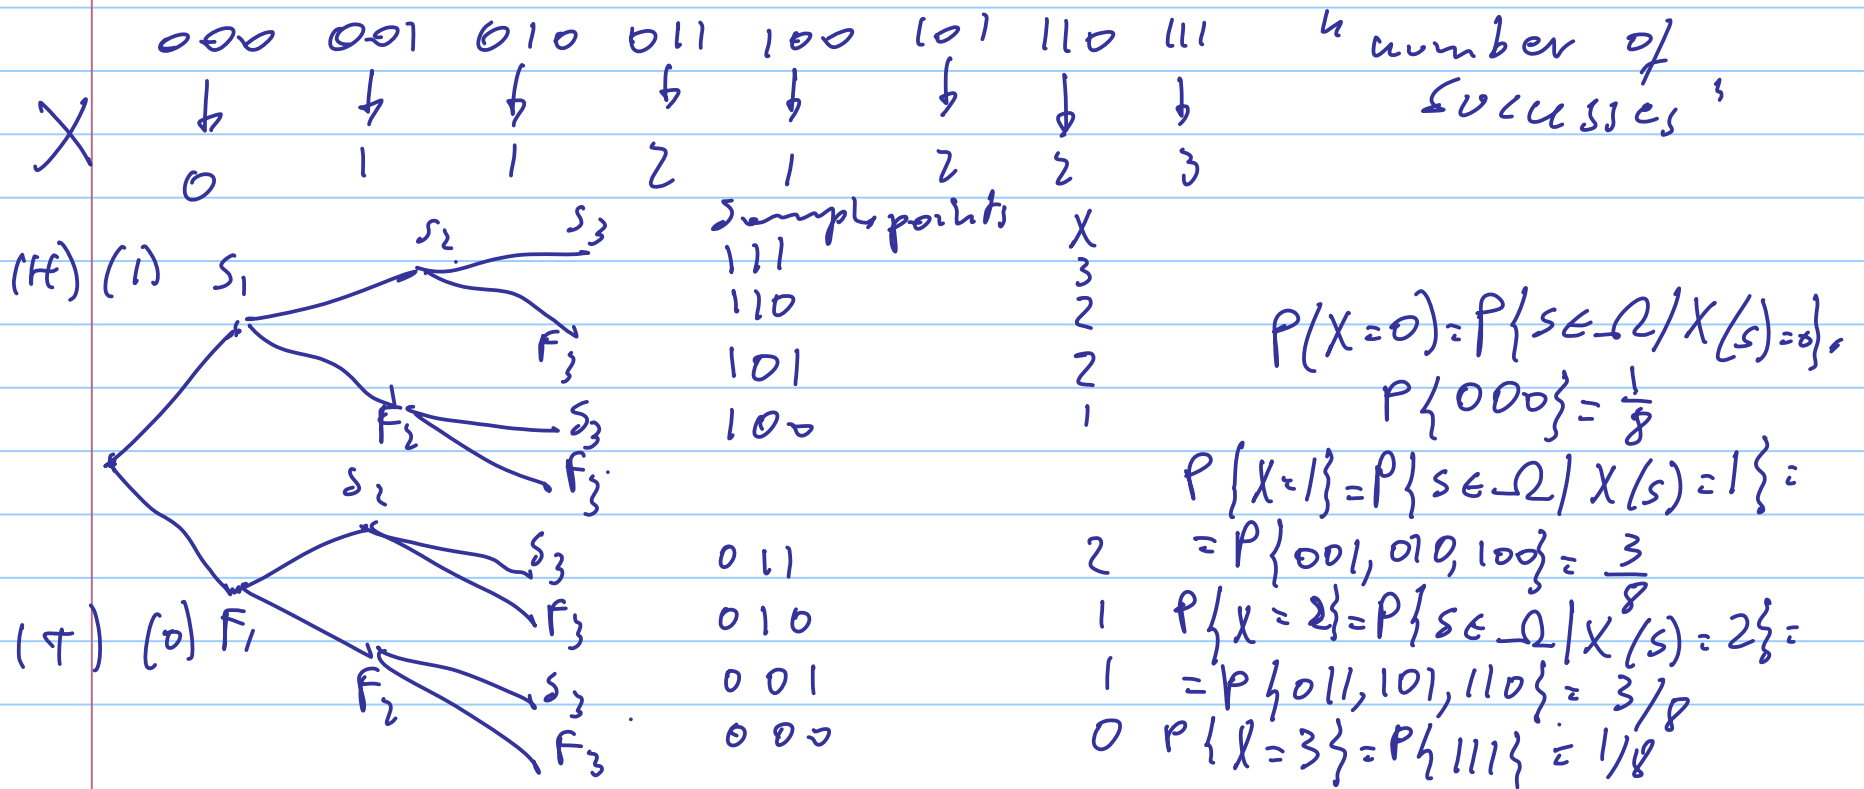 000 001 010 011 100 101 110 111 " number of
successes "
X 0 1 1 2 1 2 2 3
Sample points X
(H) (1) S₁ S₂ S₃ 111 3
F₃ 110 2
P(X=0)=P{s∈Ω/X(s)=0}=
101 2
F₂ S₃ 100 1 P{000}=1/8
F₃
P{X=1}=P{s∈Ω/X(s)=1}=
S₂
S₃ 011 2 =P{001,010,100}=3/8
(T) (0) F₁ F₃ 010 1 P{X=2}=P{s∈Ω/X(s)=2}=
F₂ S₃ 001 1 =P{011,101,110}=3/8
F₃ 000 0 P{X=3}=P{111}=1/8